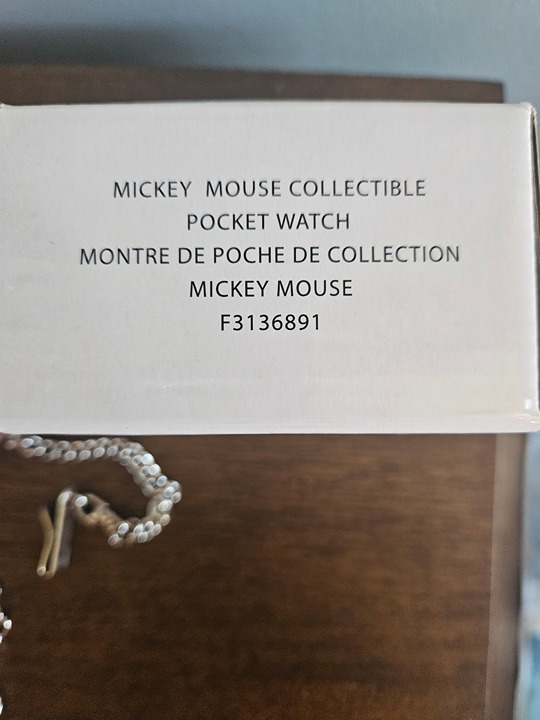 MICKEY MOUSE COLLECTIBLE
POCKET WATCH
MONTRE DE POCHE DE COLLECTION
MICKEY MOUSE
F3136891